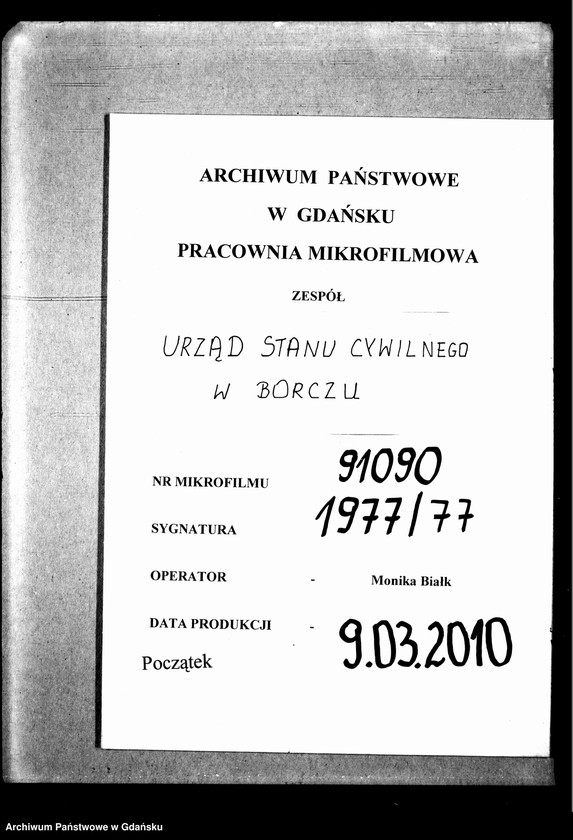 ARCHIWUM PAŃSTWOWE
W GDAŃSKU
PRACOWNIA MIKROFILMOWA
ZESPÓŁ
URZĄD STANU CYWILNEGO
W BORCZU
NR MIKROFILMU 91090
SYGNATURA 1977/77
OPERATOR - Monika Białk
DATA PRODUKCJI - 9.03.2010
Początek
Archiwum Państwowe w Gdańsku